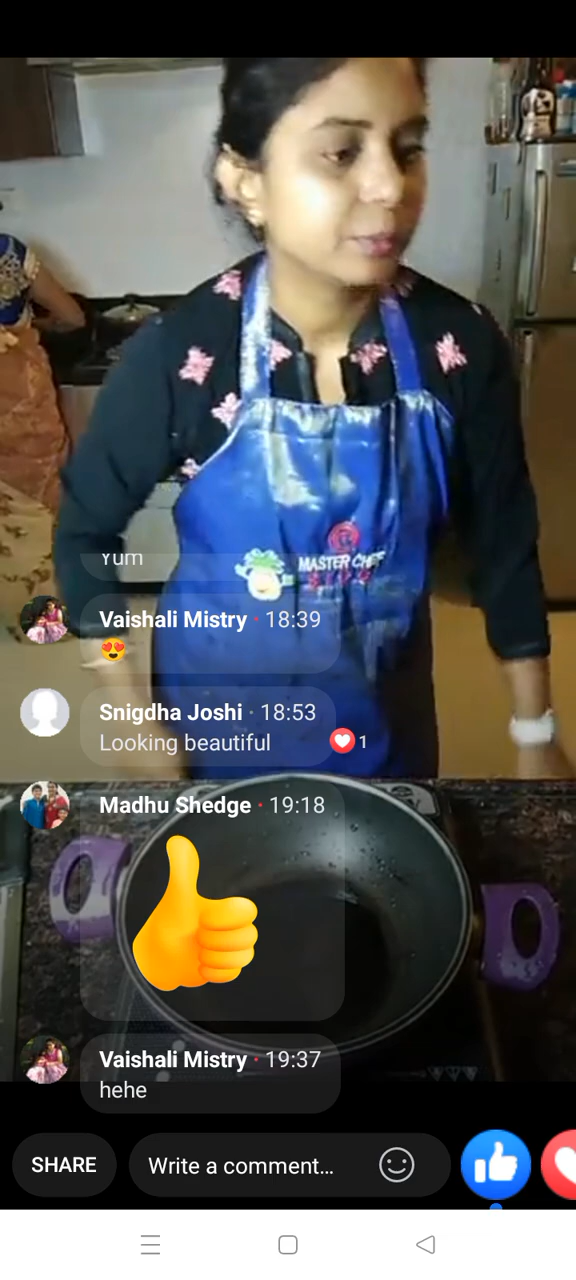 MASTER CHEF
Yum
Vaishali Mistry · 18:39
😍
Snigdha Joshi · 18:53
Looking beautiful
1
Madhu Shedge · 19:18
Vaishali Mistry · 19:37
hehe
SHARE
Write a comment...